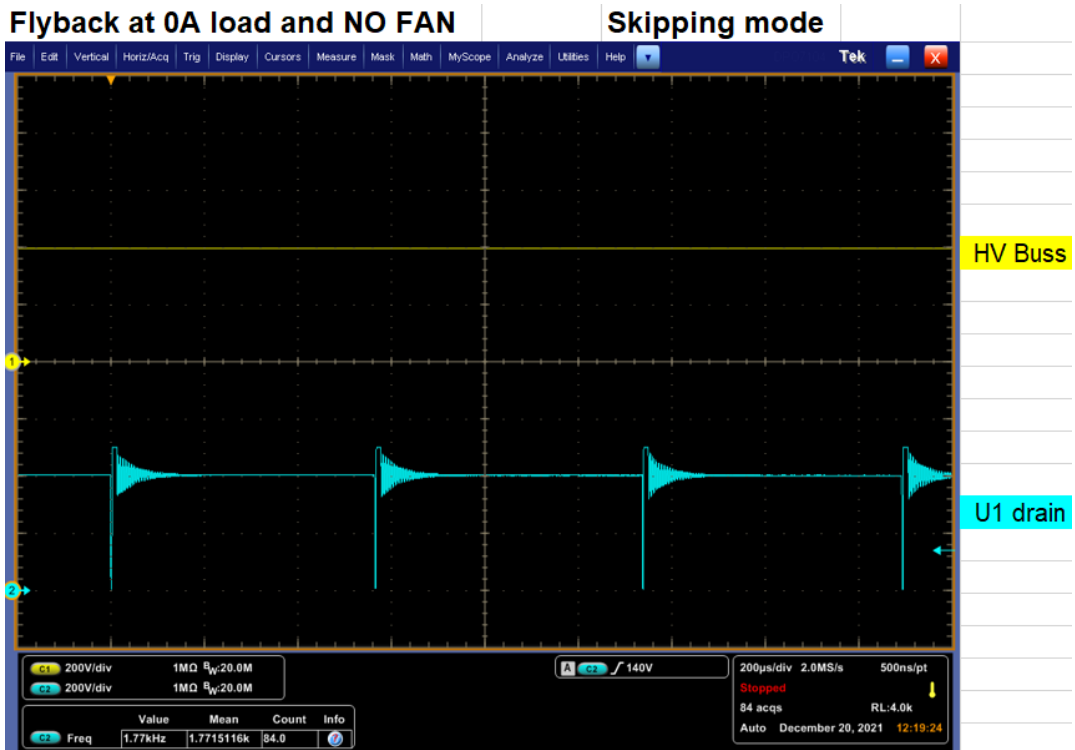 Flyback at 0A load and NO FAN Skipping mode
File Edit Vertical Horiz/Acq Trig Display Cursors Measure Mask Math MyScope Analyze Utilities Help Tek X
HV Buss
1
U1 drain
2
C1 200V/div 1MΩ BW:20.0M
C2 200V/div 1MΩ BW:20.0M
A C2 140V
200µs/div 2.0MS/s 500ns/pt
Stopped
84 acqs RL:4.0k
Auto December 20, 2021 12:19:24
Value Mean Count Info
C2 Freq 1.77kHz 1.7715116k 84.0